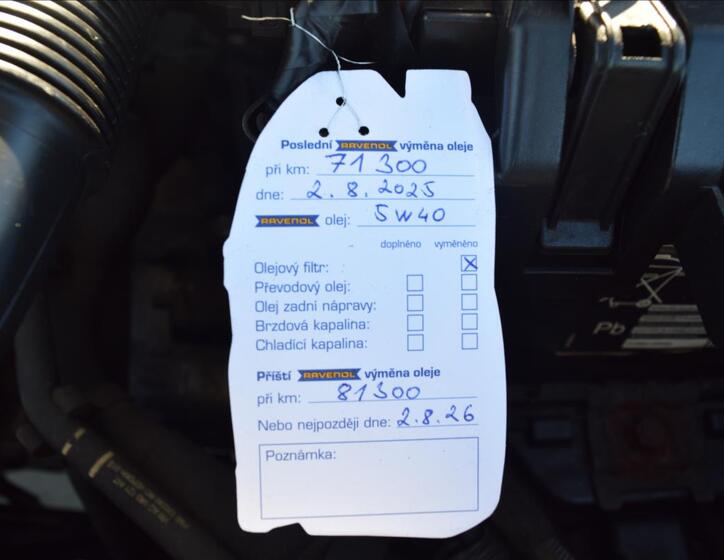 Poslední RAVENOL výměna oleje
při km: 71 300
dne: 2. 8. 2025
RAVENOL olej: 5W40
doplněno vyměněno
Olejový filtr:
Převodový olej:
Olej zadní nápravy:
Brzdová kapalina:
Chladící kapalina:
Příští RAVENOL výměna oleje
při km: 81300
Nebo nejpozději dne: 2.8.26
Poznámka:
Pb